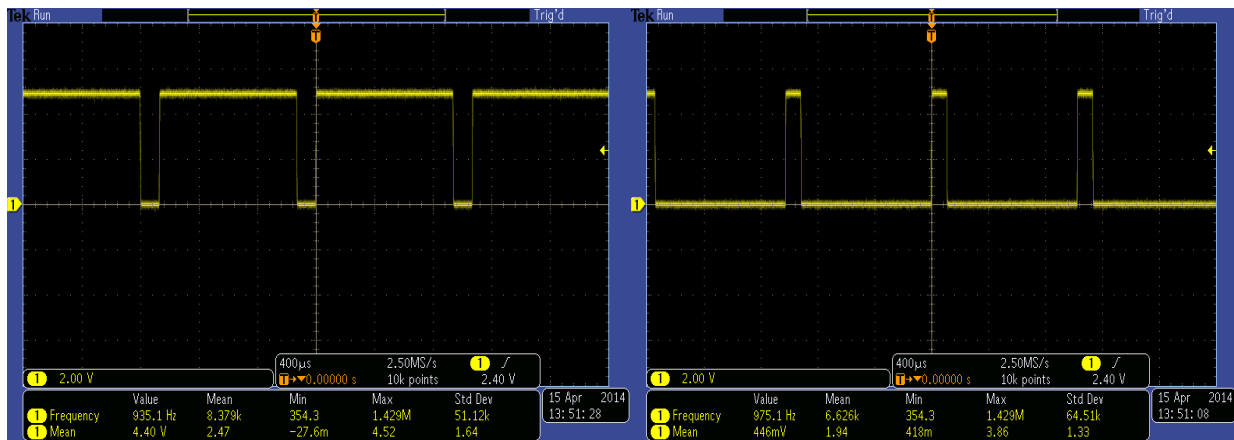 Tek Run Trig'd
T
1
400µs 2.50MS/s 1
1 2.00 V T→▼0.00000 s 10k points 2.40 V
Value Mean Min Max Std Dev
1 Frequency 935.1 Hz 8.379k 354.3 1.429M 51.12k
1 Mean 4.40 V 2.47 −27.6m 4.52 1.64
15 Apr 2014
13:51:28
Tek Run Trig'd
T
1
400µs 2.50MS/s 1
1 2.00 V T→▼0.00000 s 10k points 2.40 V
Value Mean Min Max Std Dev
1 Frequency 975.1 Hz 6.626k 354.3 1.429M 64.51k
1 Mean 446mV 1.94 418m 3.86 1.33
15 Apr 2014
13:51:08